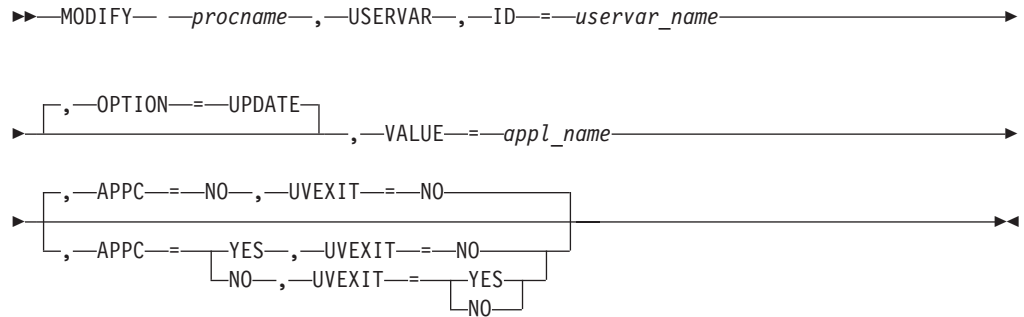 MODIFY procname , USERVAR , ID = uservar_name
, OPTION = UPDATE
, VALUE = appl_name
, APPC = NO , UVEXIT = NO
, APPC = YES , UVEXIT = NO
NO , UVEXIT = YES
NO